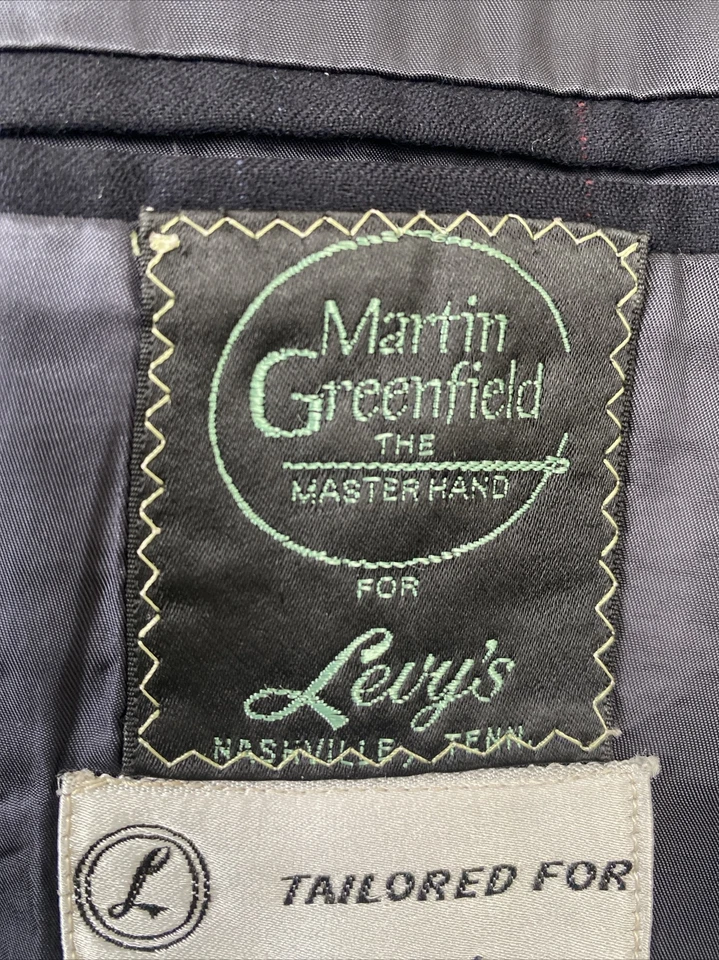 Martin
Greenfield
THE
MASTER HAND
FOR
Levy's
NASHVILLE, TENN.
L
TAILORED FOR